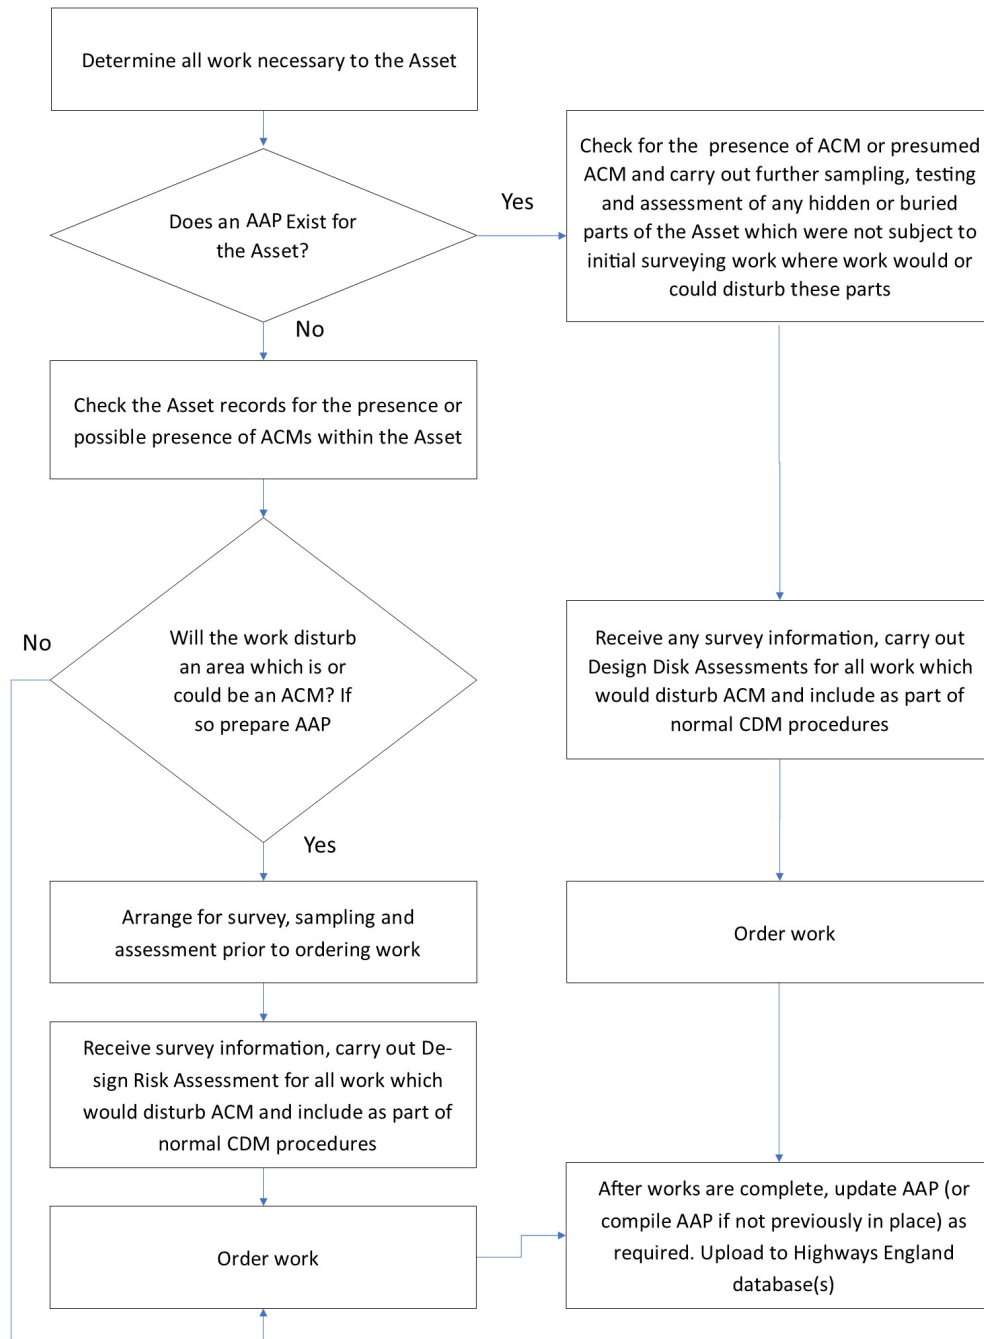 Determine all work necessary to the Asset
Does an AAP Exist for
the Asset?
Yes
Check for the presence of ACM or presumed
ACM and carry out further sampling, testing
and assessment of any hidden or buried
parts of the Asset which were not subject to
initial surveying work where work would or
could disturb these parts
No
Check the Asset records for the presence or
possible presence of ACMs within the Asset
No
Will the work disturb
an area which is or
could be an ACM? If
so prepare AAP
Receive any survey information, carry out
Design Disk Assessments for all work which
would disturb ACM and include as part of
normal CDM procedures
Yes
Arrange for survey, sampling and
assessment prior to ordering work
Order work
Receive survey information, carry out De-
sign Risk Assessment for all work which
would disturb ACM and include as part of
normal CDM procedures
Order work
After works are complete, update AAP (or
compile AAP if not previously in place) as
required. Upload to Highways England
database(s)